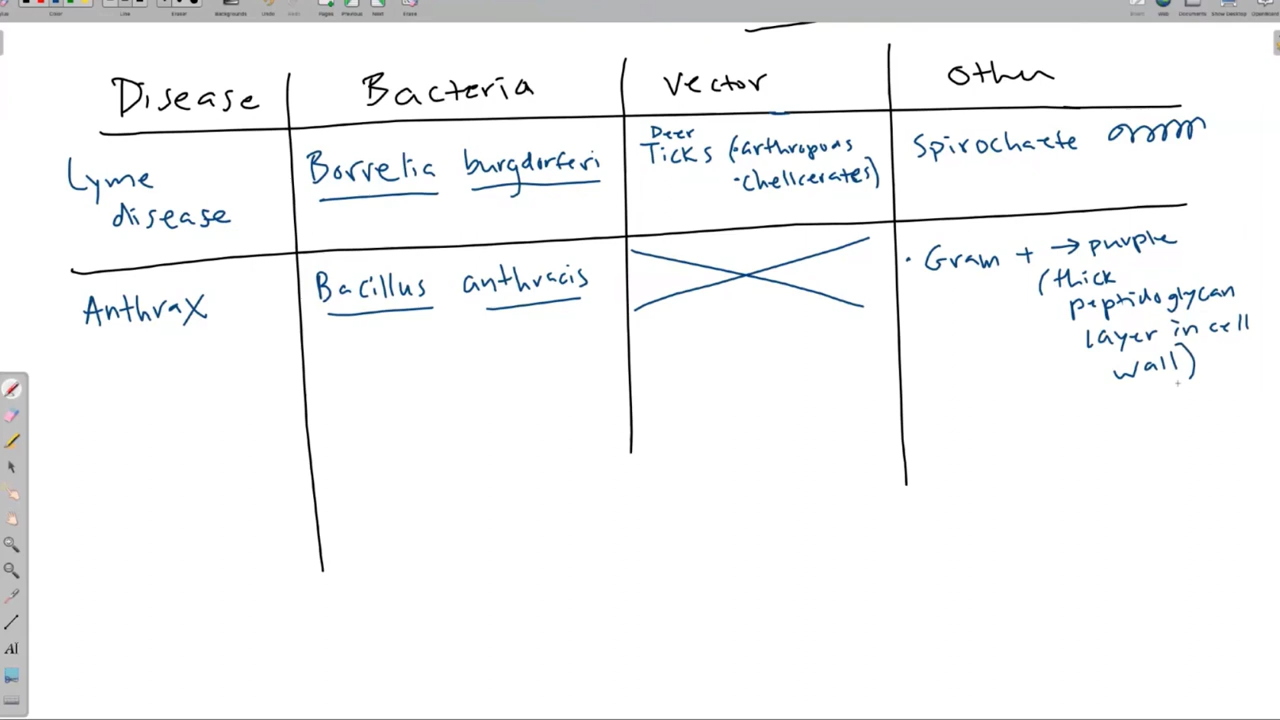 Disease
Bacteria
Vector
Other
Lyme
disease
Borrelia burgdorferi
Deer
Ticks (·arthropods
·chelicerates)
Spirochaete
Anthrax
Bacillus anthracis
· Gram + → purple
(thick
peptidoglycan
layer in cell
wall)